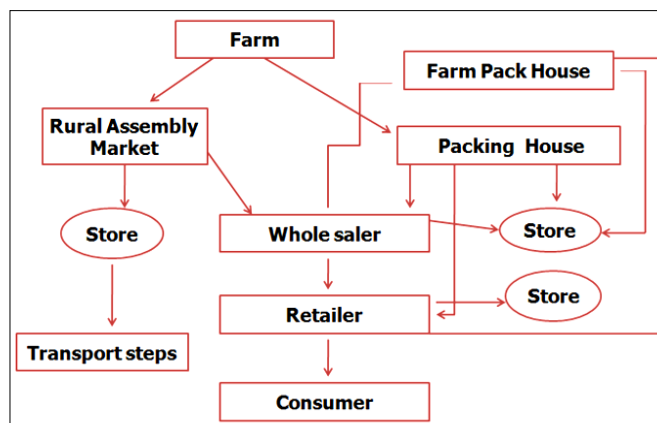 Farm
Farm Pack House
Rural Assembly
Market
Packing House
Store
Whole saler
Store
Store
Retailer
Transport steps
Consumer